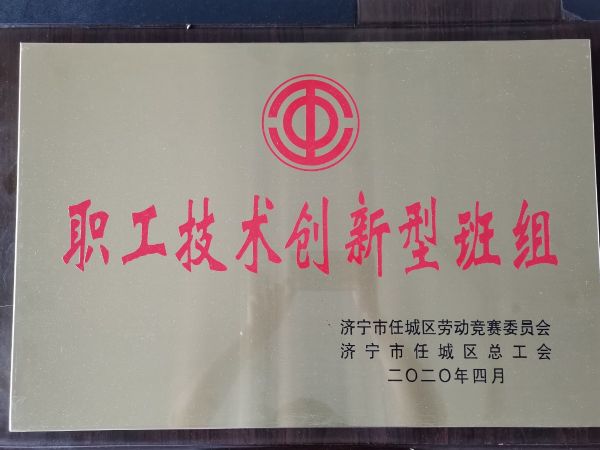 职工技术创新型班组
济宁市任城区劳动竞赛委员会
济宁市任城区总工会
二〇二〇年四月